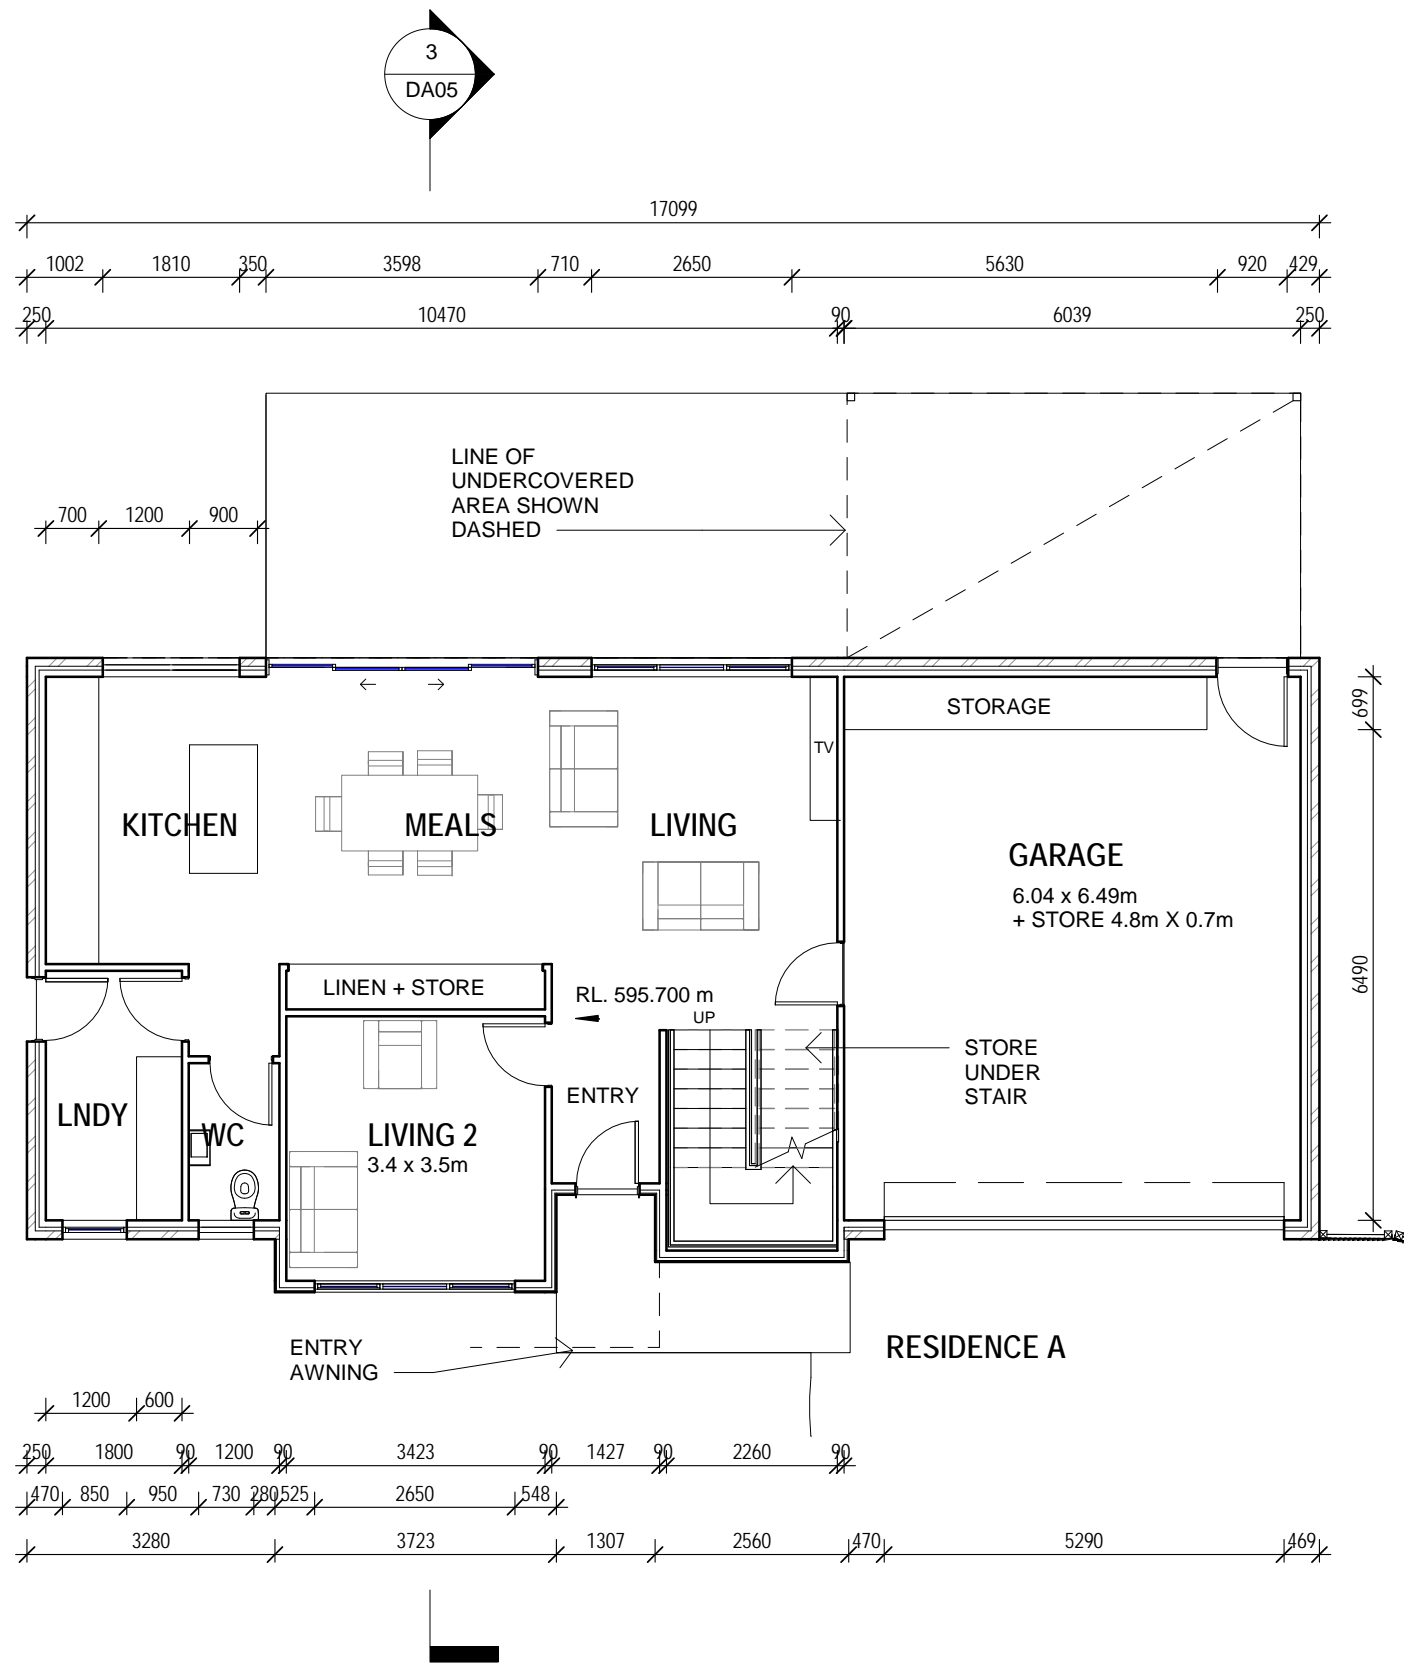 3
DA05
17099
1002 1810 350 3598 710 2650 5630 920 429
250 10470 90 6039 250
LINE OF
UNDERCOVERED
AREA SHOWN
DASHED
700 1200 900
STORAGE
699
TV
KITCHEN MEALS LIVING
GARAGE
6.04 x 6.49m
+ STORE 4.8m X 0.7m
6490
LINEN + STORE
RL. 595.700 m
UP
STORE
UNDER
STAIR
ENTRY
LNDY WC LIVING 2
3.4 x 3.5m
ENTRY
AWNING
RESIDENCE A
1200 600
250 1800 90 1200 90 3423 90 1427 90 2260 90
470 850 950 730 280 525 2650 548
3280 3723 1307 2560 470 5290 469